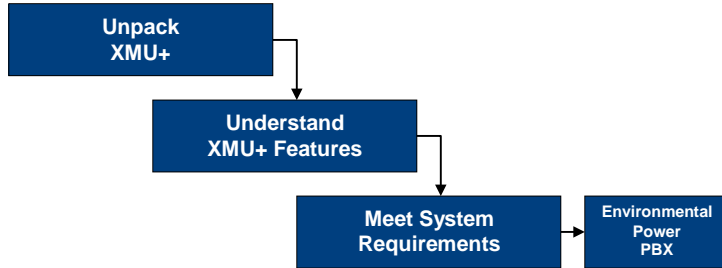 Unpack
XMU+
Understand
XMU+ Features
Meet System
Requirements
Environmental
Power
PBX